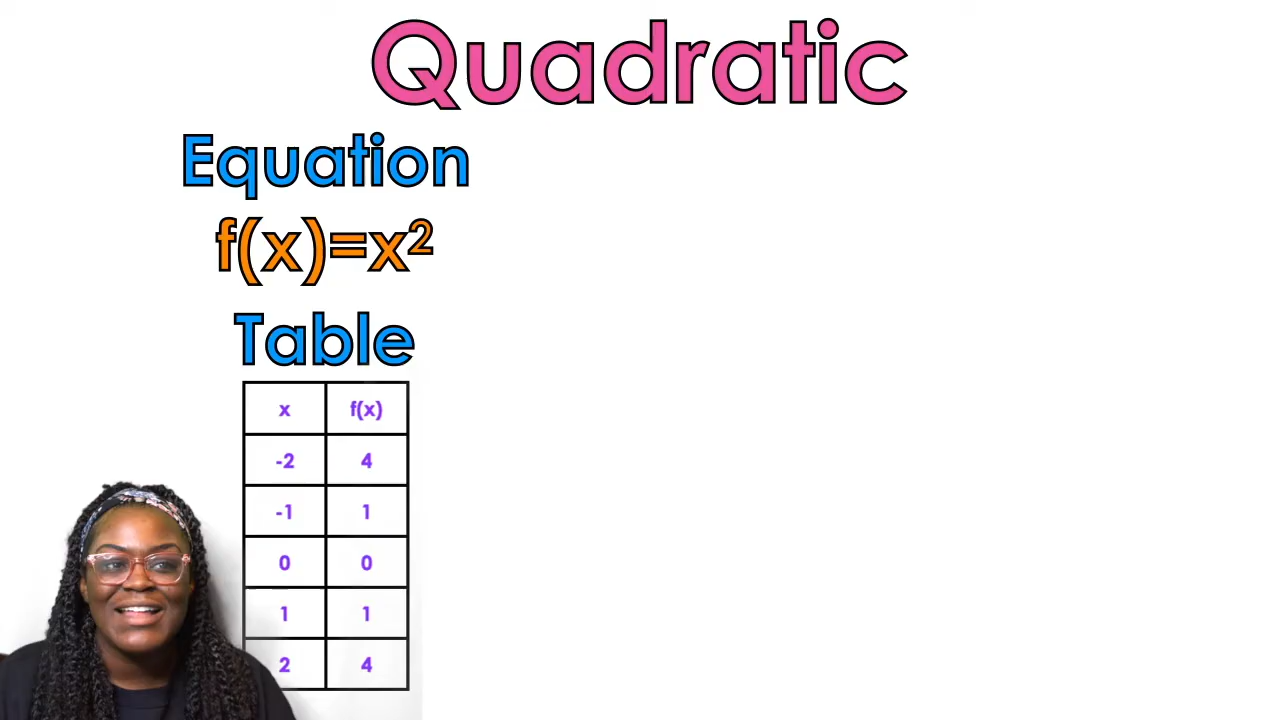 Quadratic
Equation
f(x)=x²
Table
x f(x)
-2 4
-1 1
0 0
1 1
2 4